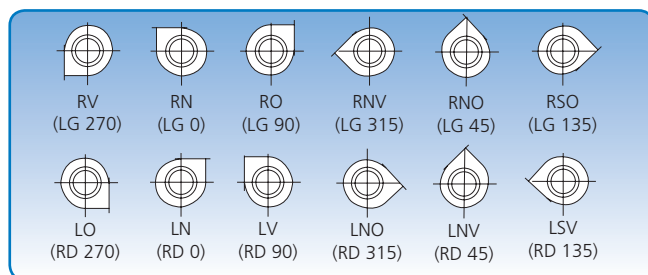 RV RN RO RNV RNO RSO
(LG 270) (LG 0) (LG 90) (LG 315) (LG 45) (LG 135)
LO LN LV LNO LNV LSV
(RD 270) (RD 0) (RD 90) (RD 315) (RD 45) (RD 135)